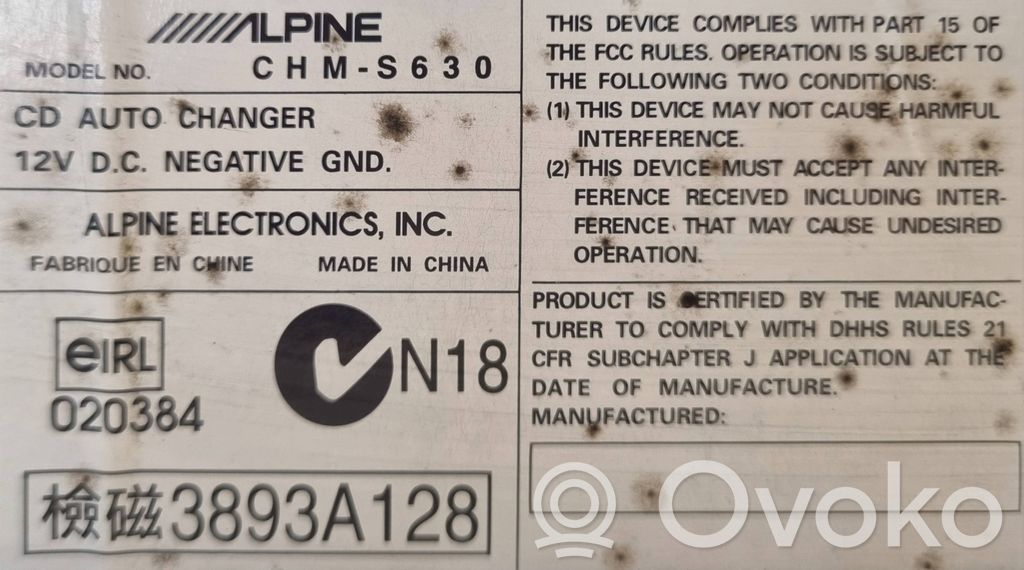 ALPINE
MODEL NO. CHM-S630
CD AUTO CHANGER
12V D.C. NEGATIVE GND.
ALPINE ELECTRONICS, INC.
FABRIQUE EN CHINE MADE IN CHINA
eIRL
020384
N18
檢磁3893A128
THIS DEVICE COMPLIES WITH PART 15 OF
THE FCC RULES. OPERATION IS SUBJECT TO
THE FOLLOWING TWO CONDITIONS:
(1) THIS DEVICE MAY NOT CAUSE HARMFUL
INTERFERENCE.
(2) THIS DEVICE MUST ACCEPT ANY INTER-
FERENCE RECEIVED INCLUDING INTER-
FERENCE THAT MAY CAUSE UNDESIRED
OPERATION.
PRODUCT IS CERTIFIED BY THE MANUFAC-
TURER TO COMPLY WITH DHHS RULES 21
CFR SUBCHAPTER J APPLICATION AT THE
DATE OF MANUFACTURE.
MANUFACTURED:
Ovoko